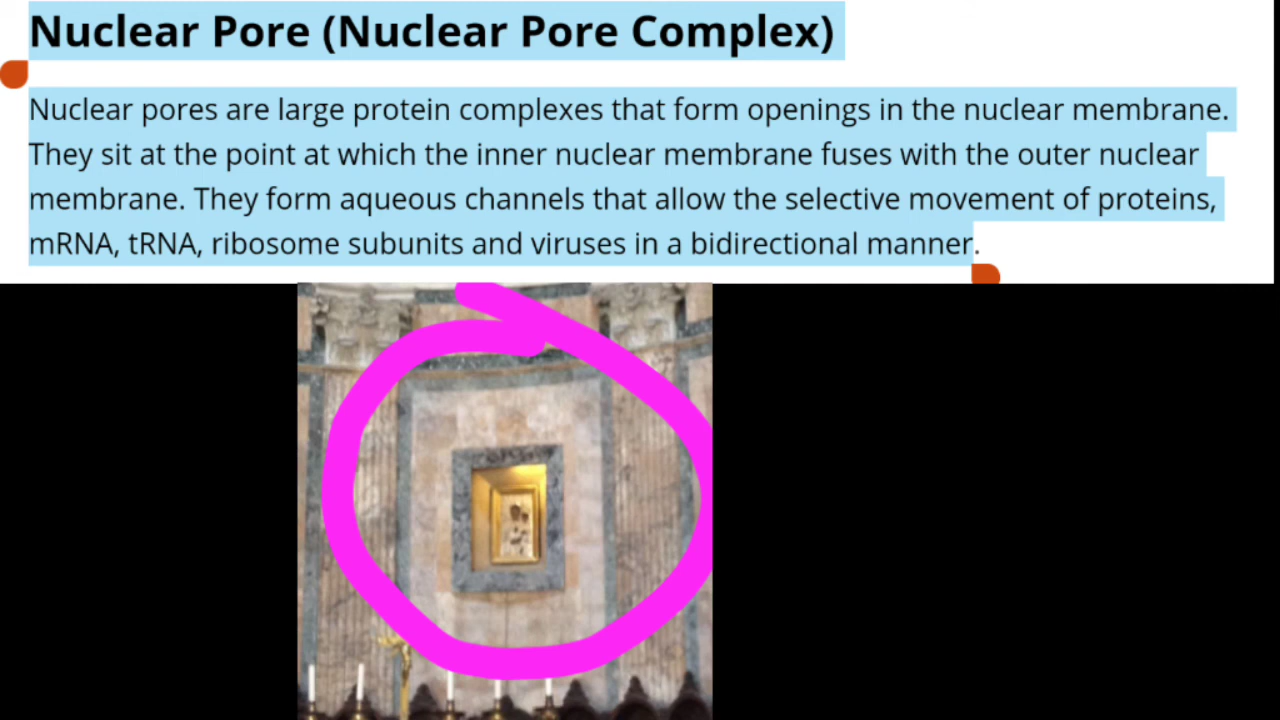 Nuclear Pore (Nuclear Pore Complex)
Nuclear pores are large protein complexes that form openings in the nuclear membrane.
They sit at the point at which the inner nuclear membrane fuses with the outer nuclear
membrane. They form aqueous channels that allow the selective movement of proteins,
mRNA, tRNA, ribosome subunits and viruses in a bidirectional manner.